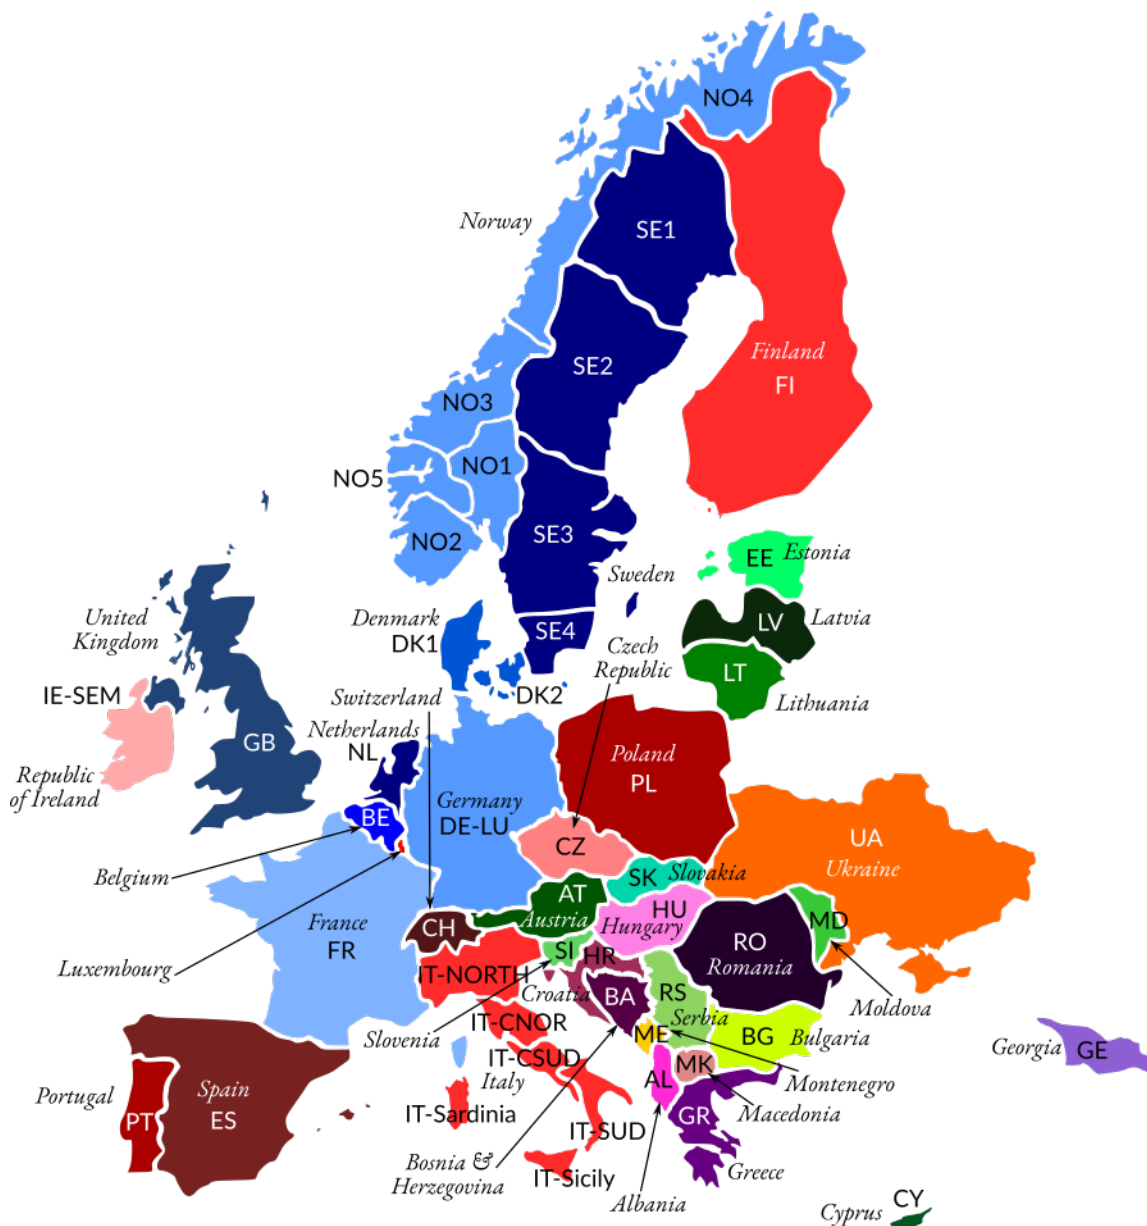 NO4
Norway
SE1
Finland
FI
SE2
NO3
NO1
NO5
NO2
SE3
EE
Estonia
Sweden
United
Kingdom
Denmark
DK1
SE4
Czech
Republic
LV
Latvia
LT
Lithuania
Switzerland
IE-SEM
DK2
Netherlands
NL
GB
Poland
PL
Republic
of Ireland
Germany
DE-LU
BE
CZ
UA
Ukraine
Belgium
SK
Slovakia
AT
Austria
HU
Hungary
MD
France
FR
CH
RO
Romania
Luxembourg
IT-NORTH
SI
HR
Croatia
BA
RS
Serbia
Moldova
Slovenia
IT-CNOR
ME
BG
Bulgaria
Georgia
GE
IT-CSUD
Italy
AL
MK
Montenegro
Portugal
PT
Spain
ES
IT-Sardinia
IT-SUD
GR
Macedonia
Bosnia &
Herzegovina
IT-Sicily
Albania
Greece
Cyprus
CY